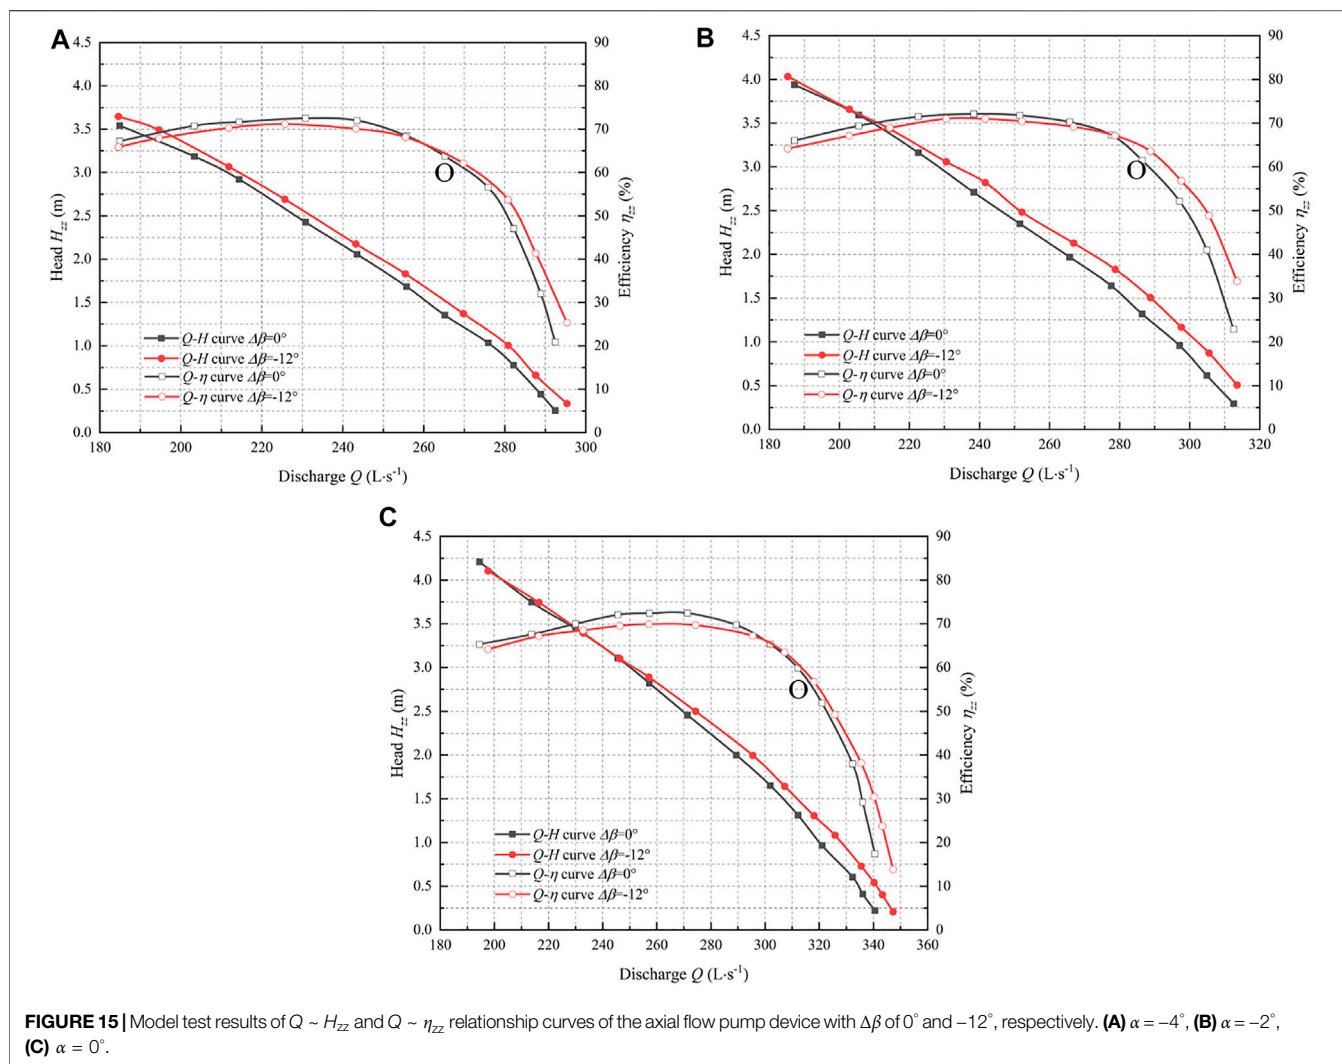 A
4.5
4.0
3.5
3.0
2.5
2.0
1.5
1.0
0.5
0.0
Head Hzz (m)
90
80
70
60
50
40
30
20
10
0
Efficiency ηzz (%)
O
Q-H curve Δβ=0°
Q-H curve Δβ=-12°
Q-η curve Δβ=0°
Q-η curve Δβ=-12°
180 200 220 240 260 280 300
Discharge Q (L·s-1)
B
4.5
4.0
3.5
3.0
2.5
2.0
1.5
1.0
0.5
0.0
Head Hzz (m)
90
80
70
60
50
40
30
20
10
0
Efficiency ηzz (%)
O
Q-H curve Δβ=0°
Q-H curve Δβ=-12°
Q-η curve Δβ=0°
Q-η curve Δβ=-12°
180 200 220 240 260 280 300 320
Discharge Q (L·s-1)
C
4.5
4.0
3.5
3.0
2.5
2.0
1.5
1.0
0.5
0.0
Head Hzz (m)
90
80
70
60
50
40
30
20
10
0
Efficiency ηzz (%)
O
Q-H curve Δβ=0°
Q-H curve Δβ=-12°
Q-η curve Δβ=0°
Q-η curve Δβ=-12°
180 200 220 240 260 280 300 320 340 360
Discharge Q (L·s-1)
FIGURE 15 | Model test results of Q ~ Hzz and Q ~ ηzz relationship curves of the axial flow pump device with Δβ of 0° and −12°, respectively. (A) α = −4°, (B) α = −2°,
(C) α = 0°.